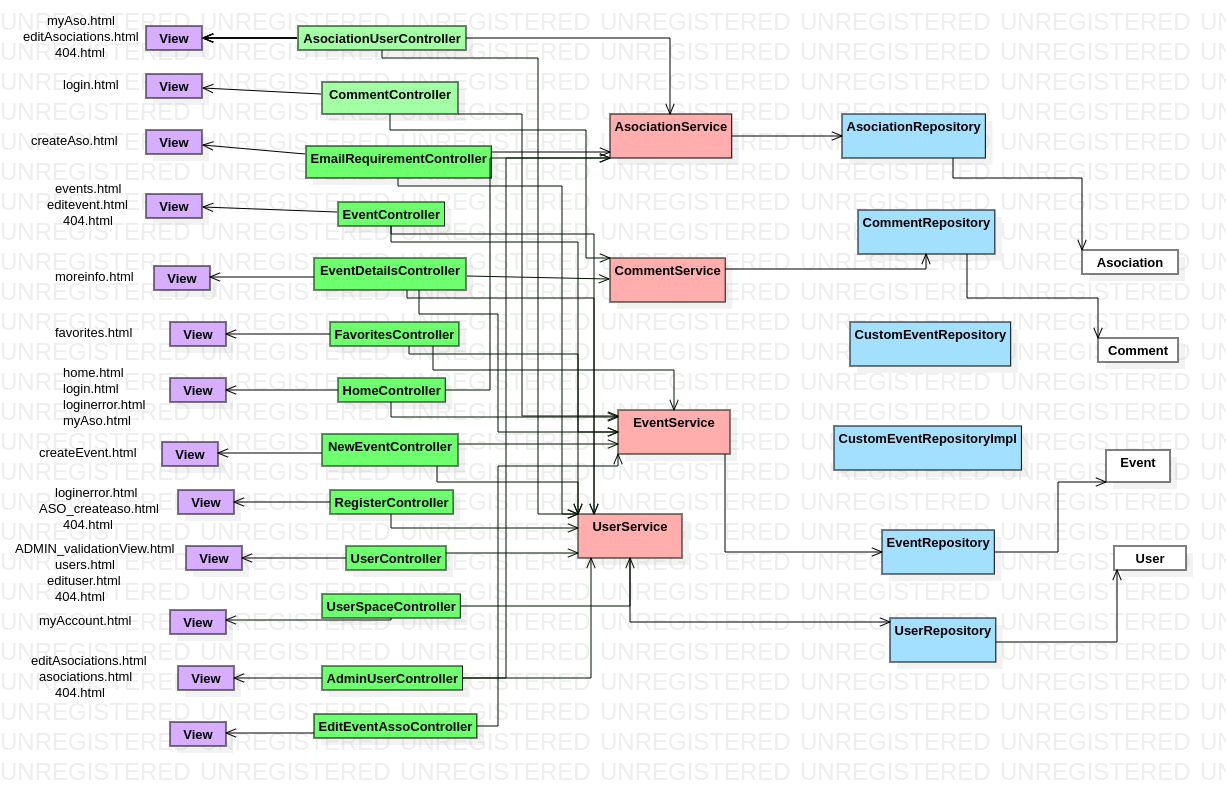 myAso.html
editAsociations.html
404.html
View
AsociationUserController
login.html
View
CommentController
AsociationService
AsociationRepository
createAso.html
View
EmailRequirementController
events.html
editevent.html
404.html
View
EventController
CommentRepository
moreinfo.html
View
EventDetailsController
CommentService
Asociation
favorites.html
View
FavoritesController
CustomEventRepository
Comment
home.html
login.html
loginerror.html
myAso.html
View
HomeController
EventService
createEvent.html
View
NewEventController
CustomEventRepositoryImpl
Event
loginerror.html
ASO_createaso.html
404.html
View
RegisterController
UserService
EventRepository
ADMIN_validationView.html
users.html
edituser.html
404.html
View
UserController
User
UserSpaceController
myAccount.html
View
UserRepository
editAsociations.html
asociations.html
404.html
View
AdminUserController
View
EditEventAssoController
UNREGISTERED